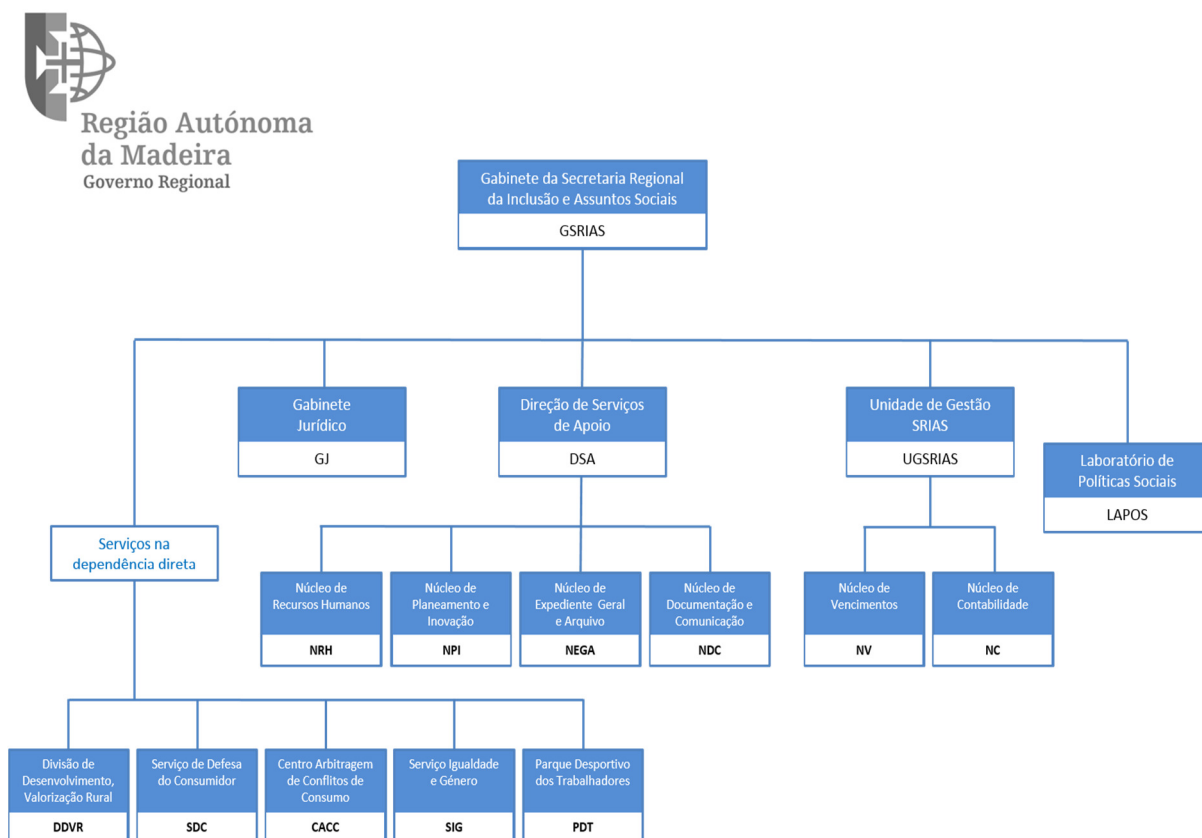 Região Autónoma
da Madeira
Governo Regional
Gabinete da Secretaria Regional
da Inclusão e Assuntos Sociais
GSRIAS
Gabinete
Jurídico
GJ
Direção de Serviços
de Apoio
DSA
Unidade de Gestão
SRIAS
UGSRIAS
Laboratório de
Políticas Sociais
LAPOS
Serviços na
dependência direta
Núcleo de
Recursos Humanos
NRH
Núcleo de
Planeamento e
Inovação
NPI
Núcleo de
Expediente Geral
e Arquivo
NEGA
Núcleo de
Documentação e
Comunicação
NDC
Núcleo de
Vencimentos
NV
Núcleo de
Contabilidade
NC
Divisão de
Desenvolvimento,
Valorização Rural
DDVR
Serviço de Defesa
do Consumidor
SDC
Centro Arbitragem
de Conflitos de
Consumo
CACC
Serviço Igualdade
e Género
SIG
Parque Desportivo
dos Trabalhadores
PDT